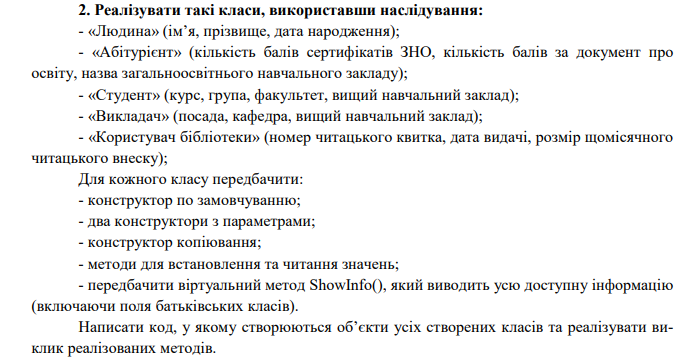 2. Реалізувати такі класи, використавши наслідування:
- «Людина» (ім’я, прізвище, дата народження);
- «Абітурієнт» (кількість балів сертифікатів ЗНО, кількість балів за документ про
освіту, назва загальноосвітнього навчального закладу);
- «Студент» (курс, група, факультет, вищий навчальний заклад);
- «Викладач» (посада, кафедра, вищий навчальний заклад);
- «Користувач бібліотеки» (номер читацького квитка, дата видачі, розмір щомісячного
читацького внеску);
Для кожного класу передбачити:
- конструктор по замовчуванню;
- два конструктори з параметрами;
- конструктор копіювання;
- методи для встановлення та читання значень;
- передбачити віртуальний метод ShowInfo(), який виводить усю доступну інформацію
(включаючи поля батьківських класів).
Написати код, у якому створюються об’єкти усіх створених класів та реалізувати ви-
клик реалізованих методів.